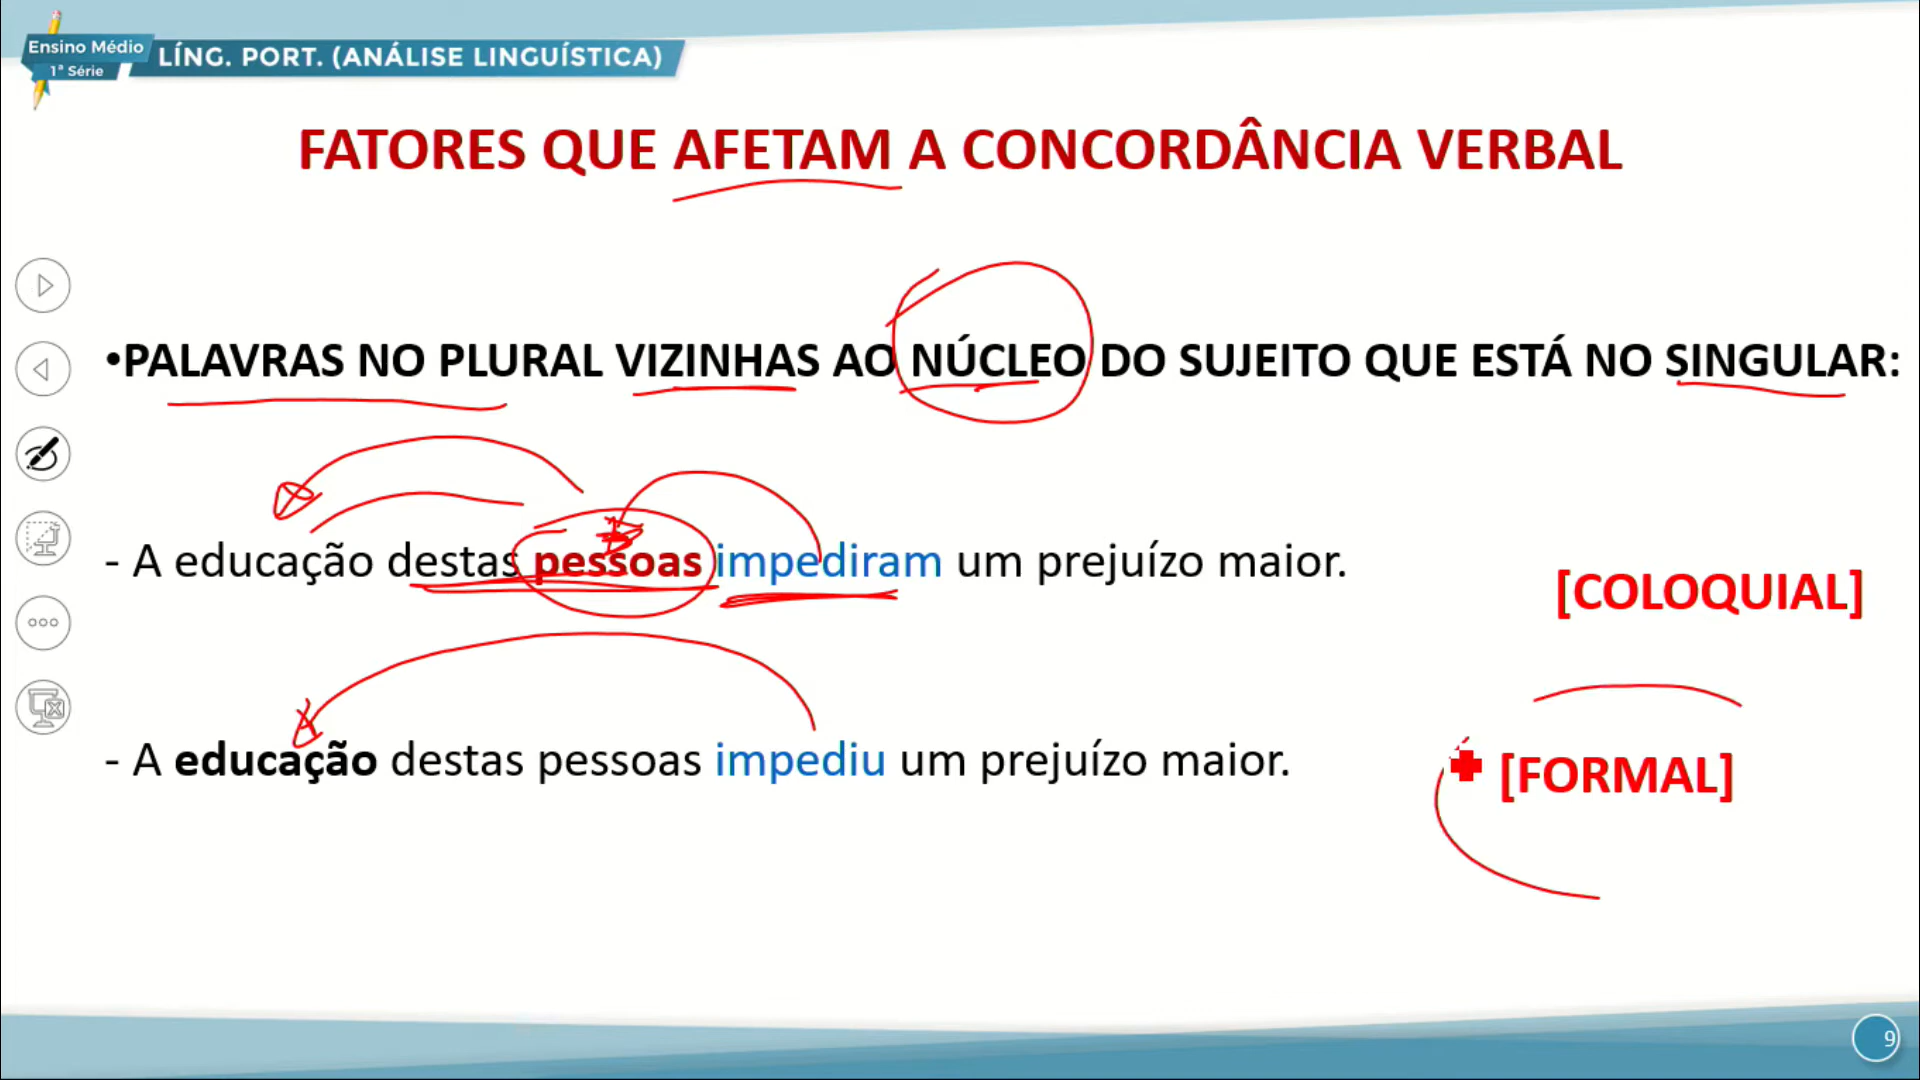 Ensino Médio
1ª Série
LÍNG. PORT. (ANÁLISE LINGUÍSTICA)
FATORES QUE AFETAM A CONCORDÂNCIA VERBAL
•PALAVRAS NO PLURAL VIZINHAS AO NÚCLEO DO SUJEITO QUE ESTÁ NO SINGULAR:
- A educação destas pessoas impediram um prejuízo maior.
[COLOQUIAL]
- A educação destas pessoas impediu um prejuízo maior.
[FORMAL]
9